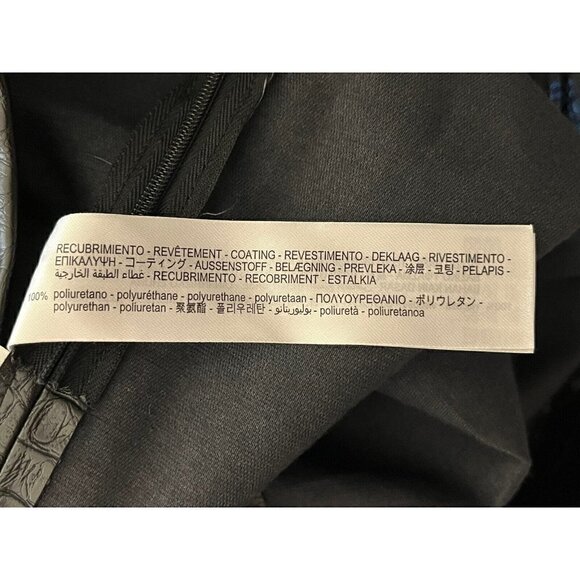 RECUBRIMIENTO - REVÊTEMENT - COATING - REVESTIMENTO - DEKLAAG - RIVESTIMENTO -
ΕΠΙΚΑΛΥΨΗ - コーティング - AUSSENSTOFF - BELÆGNING - PREVLEKA - 涂层 - 코팅 - PELAPIS -
غطاء الطبقة الخارجية - RECUBRIMENTO - RECOBRIMENT - ESTALKIA
100% poliuretano - polyuréthane - polyurethane - polyuretaan - ΠΟΛΥΟΥΡΕΘΑΝΙΟ - ポリウレタン -
polyurethan - poliuretan - 聚氨酯 - 폴리우레탄 - بوليوريتانو - poliuretà - poliuretanoa